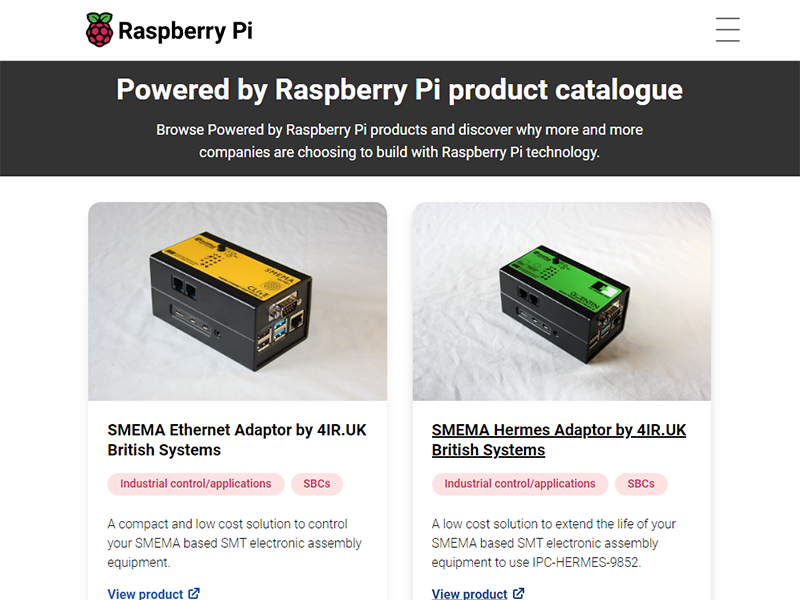 Raspberry Pi
Powered by Raspberry Pi product catalogue
Browse Powered by Raspberry Pi products and discover why more and more
companies are choosing to build with Raspberry Pi technology.
SMEMA
CLIVE
QUENTIN
SMEMA Ethernet Adaptor by 4IR.UK
British Systems
Industrial control/applications
SBCs
A compact and low cost solution to control
your SMEMA based SMT electronic assembly
equipment.
View product
SMEMA Hermes Adaptor by 4IR.UK
British Systems
Industrial control/applications
SBCs
A low cost solution to extend the life of your
SMEMA based SMT electronic assembly
equipment to use IPC-HERMES-9852.
View product